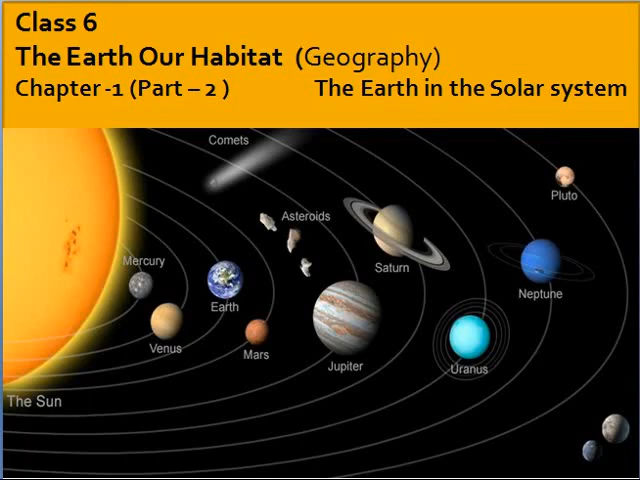 Class 6
The Earth Our Habitat (Geography)
Chapter -1 (Part – 2 ) The Earth in the Solar system
Comets
Pluto
Asteroids
Mercury
Saturn
Neptune
Earth
Venus
Mars
Jupiter
Uranus
The Sun